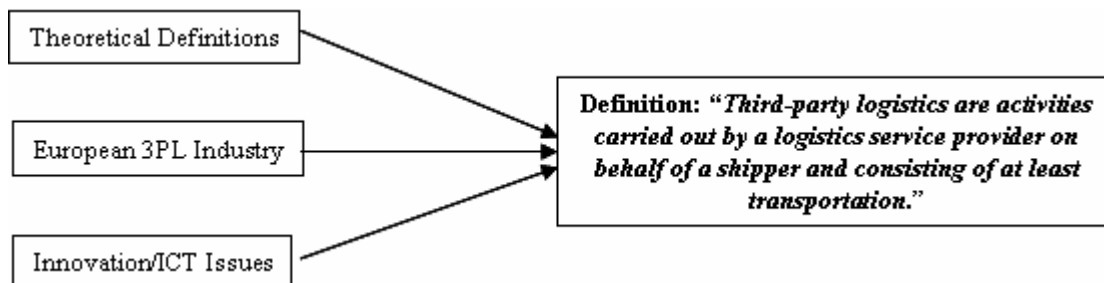 Theoretical Definitions
European 3PL Industry
Innovation/ICT Issues
Definition: “Third-party logistics are activities
carried out by a logistics service provider on
behalf of a shipper and consisting of at least
transportation.”